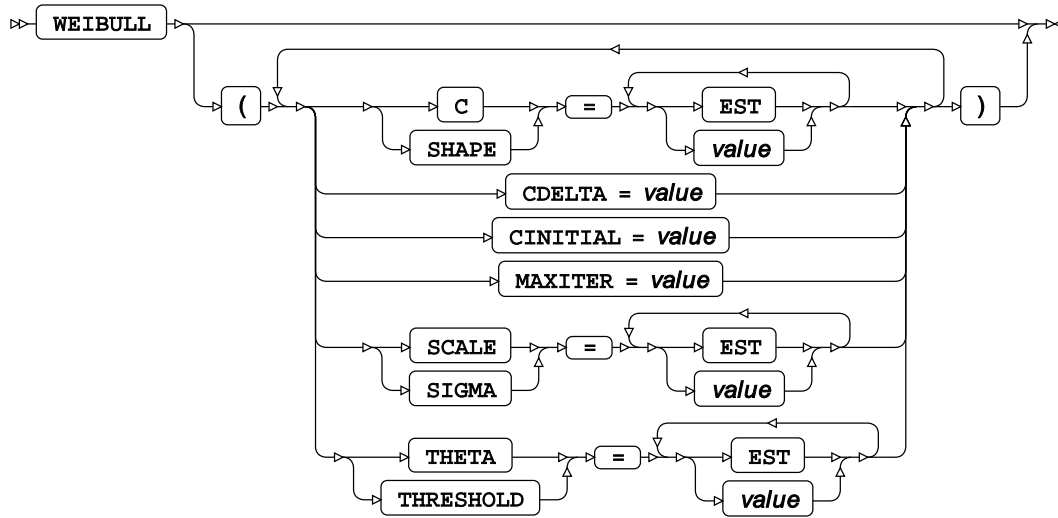 WEIBULL
( C = EST )
SHAPE value
CDELTA = value
CINITIAL = value
MAXITER = value
SCALE = EST
SIGMA value
THETA = EST
THRESHOLD value